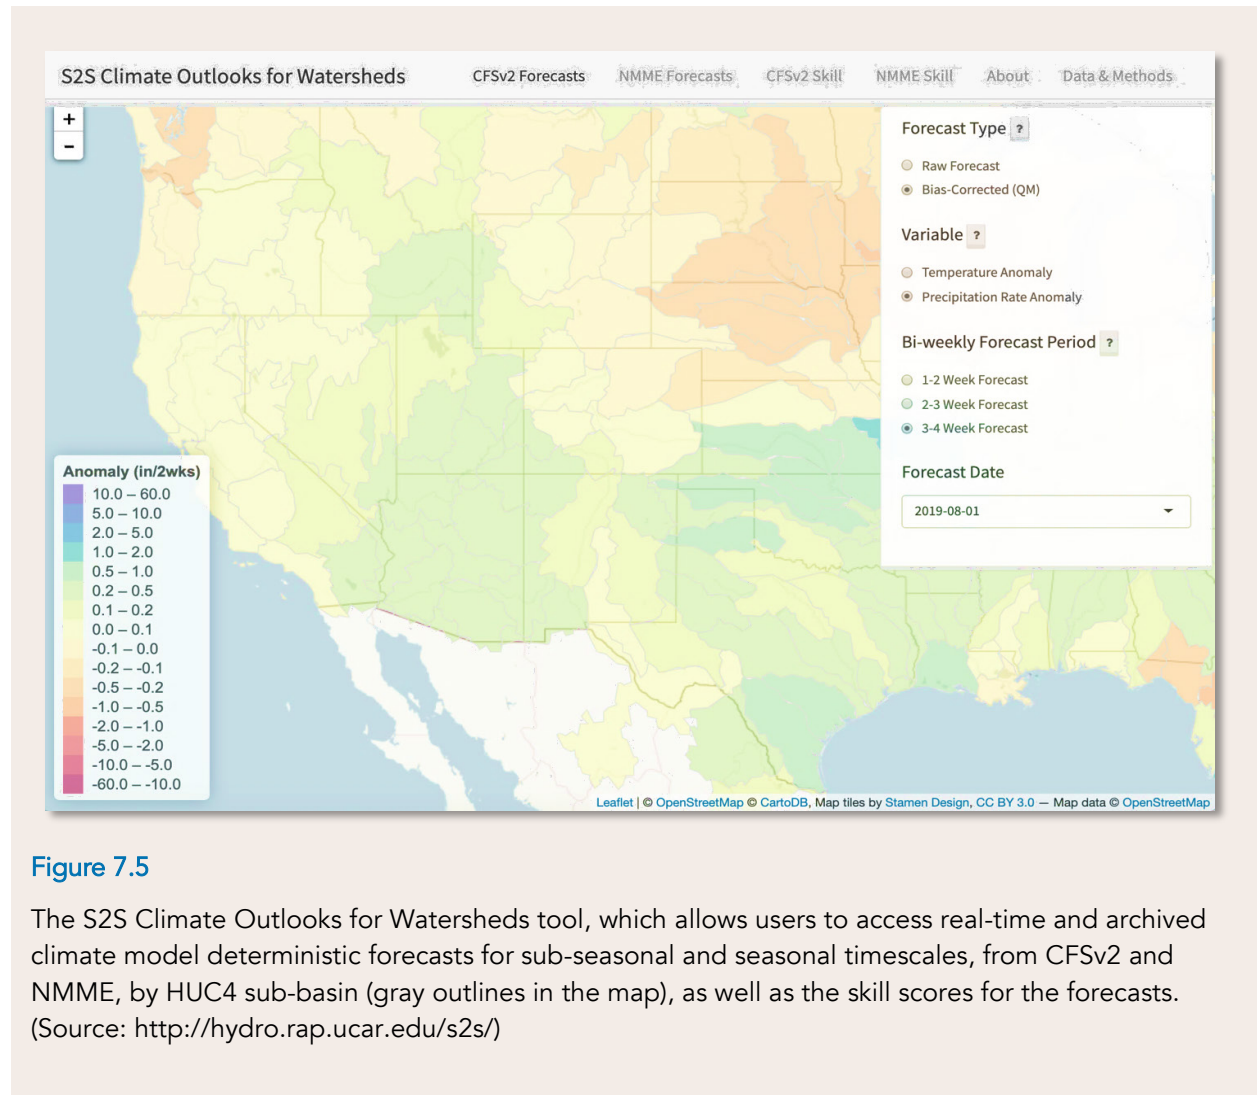 S2S Climate Outlooks for Watersheds
CFSv2 Forecasts
NMME Forecasts
CFSv2 Skill
NMME Skill
About
Data & Methods
+
-
Forecast Type ?
Raw Forecast
Bias-Corrected (QM)
Variable ?
Temperature Anomaly
Precipitation Rate Anomaly
Bi-weekly Forecast Period ?
1-2 Week Forecast
2-3 Week Forecast
3-4 Week Forecast
Forecast Date
2019-08-01
Anomaly (in/2wks)
10.0 – 60.0
5.0 – 10.0
2.0 – 5.0
1.0 – 2.0
0.5 – 1.0
0.2 – 0.5
0.1 – 0.2
0.0 – 0.1
-0.1 – 0.0
-0.2 – -0.1
-0.5 – -0.2
-1.0 – -0.5
-2.0 – -1.0
-5.0 – -2.0
-10.0 – -5.0
-60.0 – -10.0
Leaflet | © OpenStreetMap © CartoDB, Map tiles by Stamen Design, CC BY 3.0 — Map data © OpenStreetMap
Figure 7.5
The S2S Climate Outlooks for Watersheds tool, which allows users to access real-time and archived
climate model deterministic forecasts for sub-seasonal and seasonal timescales, from CFSv2 and
NMME, by HUC4 sub-basin (gray outlines in the map), as well as the skill scores for the forecasts.
(Source: http://hydro.rap.ucar.edu/s2s/)